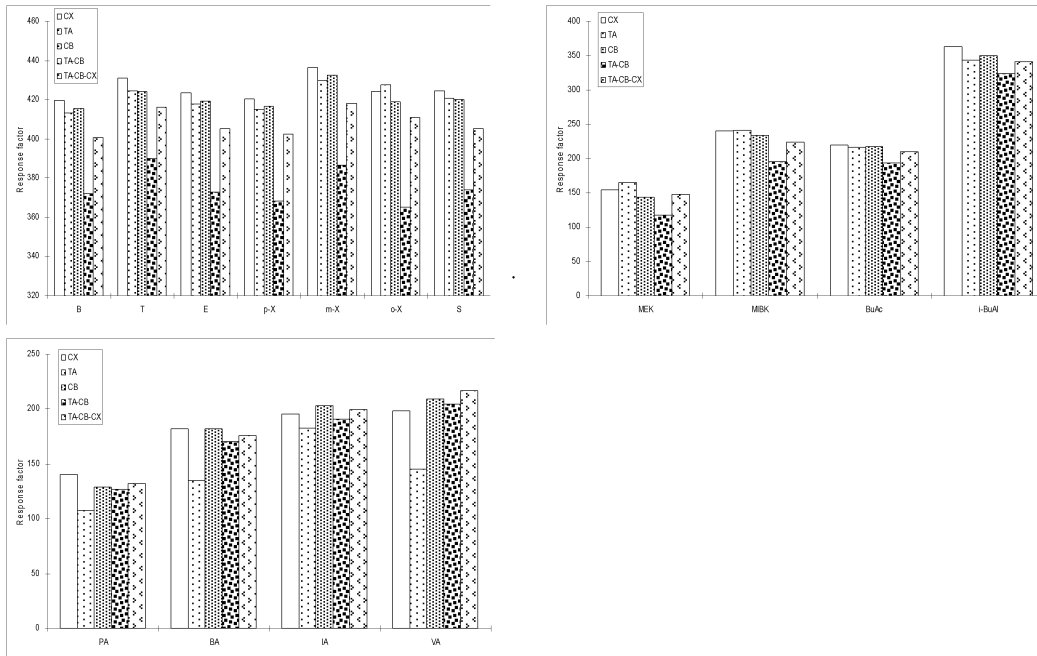 CX
TA
CB
TA-CB
TA-CB-CX
Response factor
460
440
420
400
380
360
340
320
B T E p-X m-X o-X S
CX
TA
CB
TA-CB
TA-CB-CX
Response factor
400
350
300
250
200
150
100
50
0
MEK MIBK BuAc i-BuAl
CX
TA
CB
TA-CB
TA-CB-CX
Response factor
250
200
150
100
50
0
PA BA IA VA